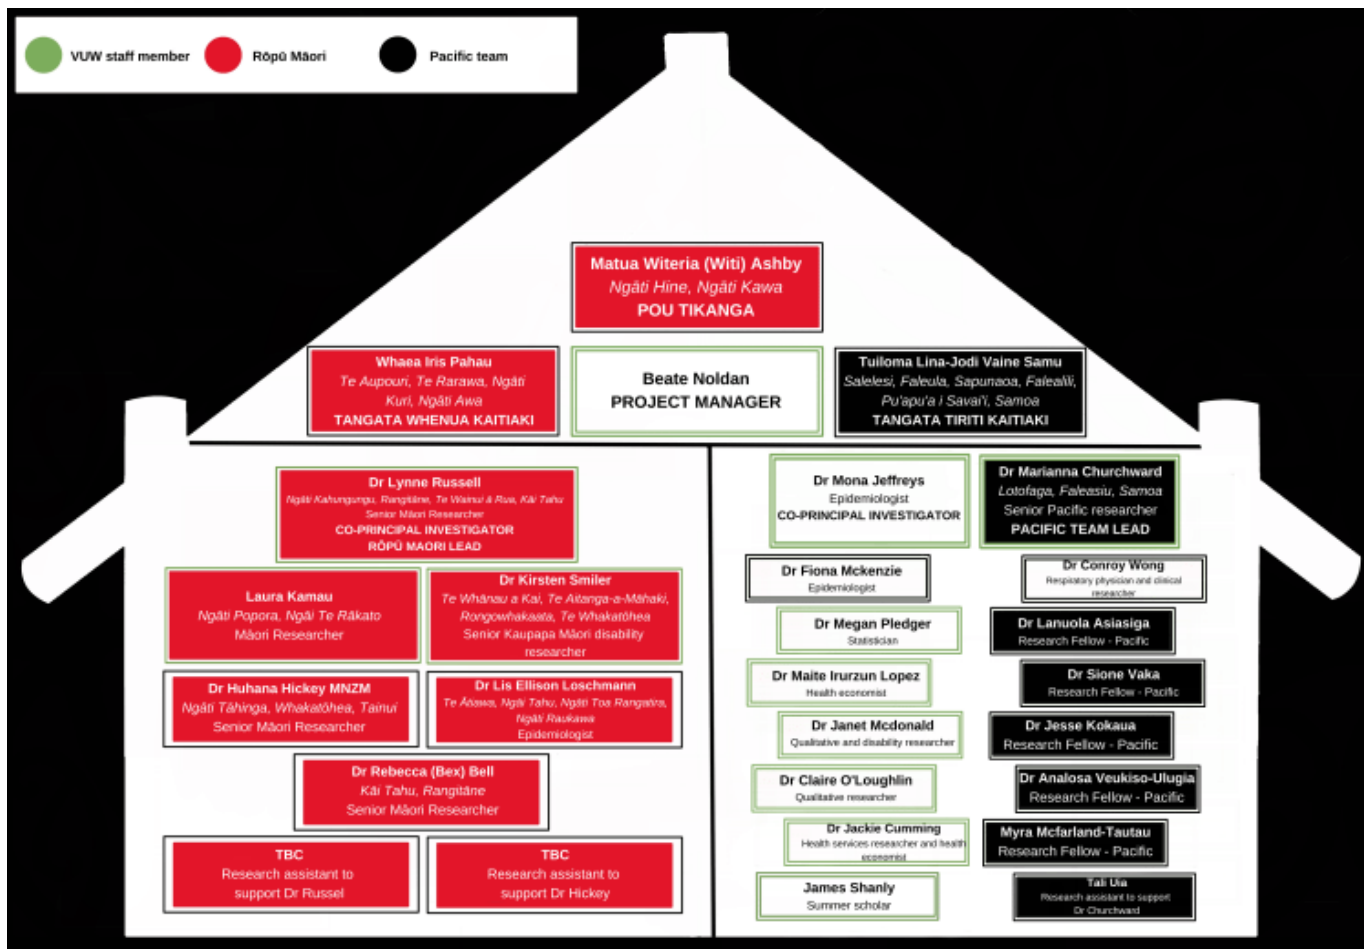 VUW staff member
Rōpū Māori
Pacific team
Matua Witeria (Witi) Ashby
Ngāti Hine, Ngāti Kawa
POU TIKANGA
Whaea Iris Pahau
Te Aupouri, Te Rarawa, Ngāti
Kuri, Ngāti Awa
TANGATA WHENUA KAITIAKI
Beate Noldan
PROJECT MANAGER
Tuiloma Lina-Jodi Vaine Samu
Salelesi, Faleula, Sapunaoa, Falealili,
Pu'apu'a i Savai'i, Samoa
TANGATA TIRITI KAITIAKI
Dr Lynne Russell
Ngāti Kahungungu, Rangitāne, Te Wainui ā Rua, Kāi Tahu
Senior Māori Researcher
CO-PRINCIPAL INVESTIGATOR
RŌPŪ MAORI LEAD
Laura Kamau
Ngāti Popora, Ngāi Te Rākato
Māori Researcher
Dr Kirsten Smiler
Te Whānau a Kai, Te Aitanga-a-Māhaki,
Rongowhakaata, Te Whakatōhea
Senior Kaupapa Māori disability
researcher
Dr Huhana Hickey MNZM
Ngāti Tāhinga, Whakatōhea, Tainui
Senior Māori Researcher
Dr Lis Ellison Loschmann
Te Ātiawa, Ngāi Tahu, Ngāti Toa Rangatira,
Ngāti Raukawa
Epidemiologist
Dr Rebecca (Bex) Bell
Kāi Tahu, Rangitāne
Senior Māori Researcher
TBC
Research assistant to
support Dr Russel
TBC
Research assistant to
support Dr Hickey
Dr Mona Jeffreys
Epidemiologist
CO-PRINCIPAL INVESTIGATOR
Dr Marianna Churchward
Lotofaga, Faleasiu, Samoa
Senior Pacific researcher
PACIFIC TEAM LEAD
Dr Fiona Mckenzie
Epidemiologist
Dr Conroy Wong
Respiratory physician and clinical
researcher
Dr Megan Pledger
Statistician
Dr Lanuola Asiasiga
Research Fellow - Pacific
Dr Maite Irurzun Lopez
Health economist
Dr Sione Vaka
Research Fellow - Pacific
Dr Janet Mcdonald
Qualitative and disability researcher
Dr Jesse Kokaua
Research Fellow - Pacific
Dr Claire O'Loughlin
Qualitative researcher
Dr Analosa Veukiso-Ulugia
Research Fellow - Pacific
Dr Jackie Cumming
Health services researcher and health
economist
Myra Mcfarland-Tautau
Research Fellow - Pacific
James Shanly
Summer scholar
Tali Uia
Research assistant to support
Dr Churchward